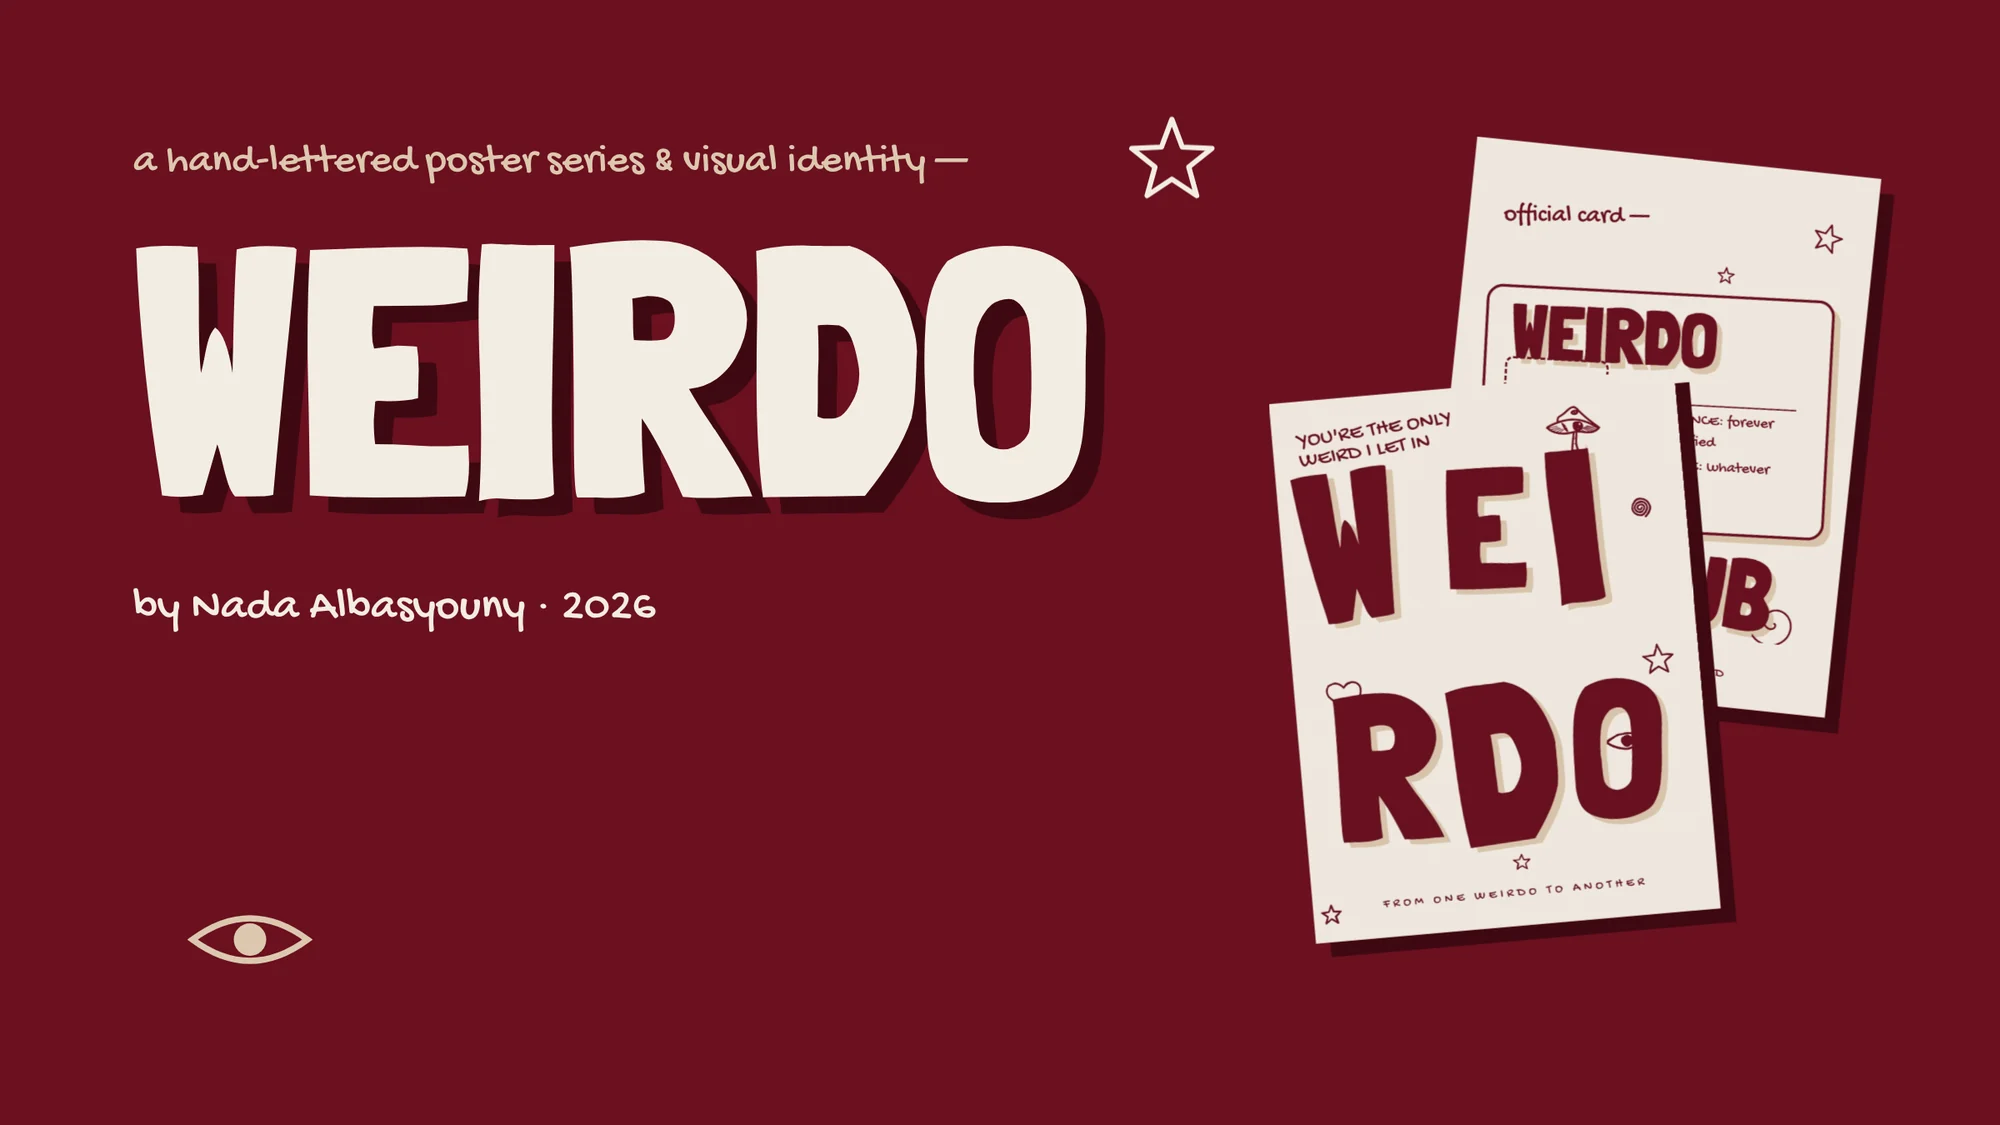 a hand-lettered poster series & visual identity —
WEIRDO
by Nada Albasyouny · 2026
official card —
WEIRDO
forever
whatever
YOU'RE THE ONLY
WEIRD I LET IN
WEI
RDO
FROM ONE WEIRDO TO ANOTHER